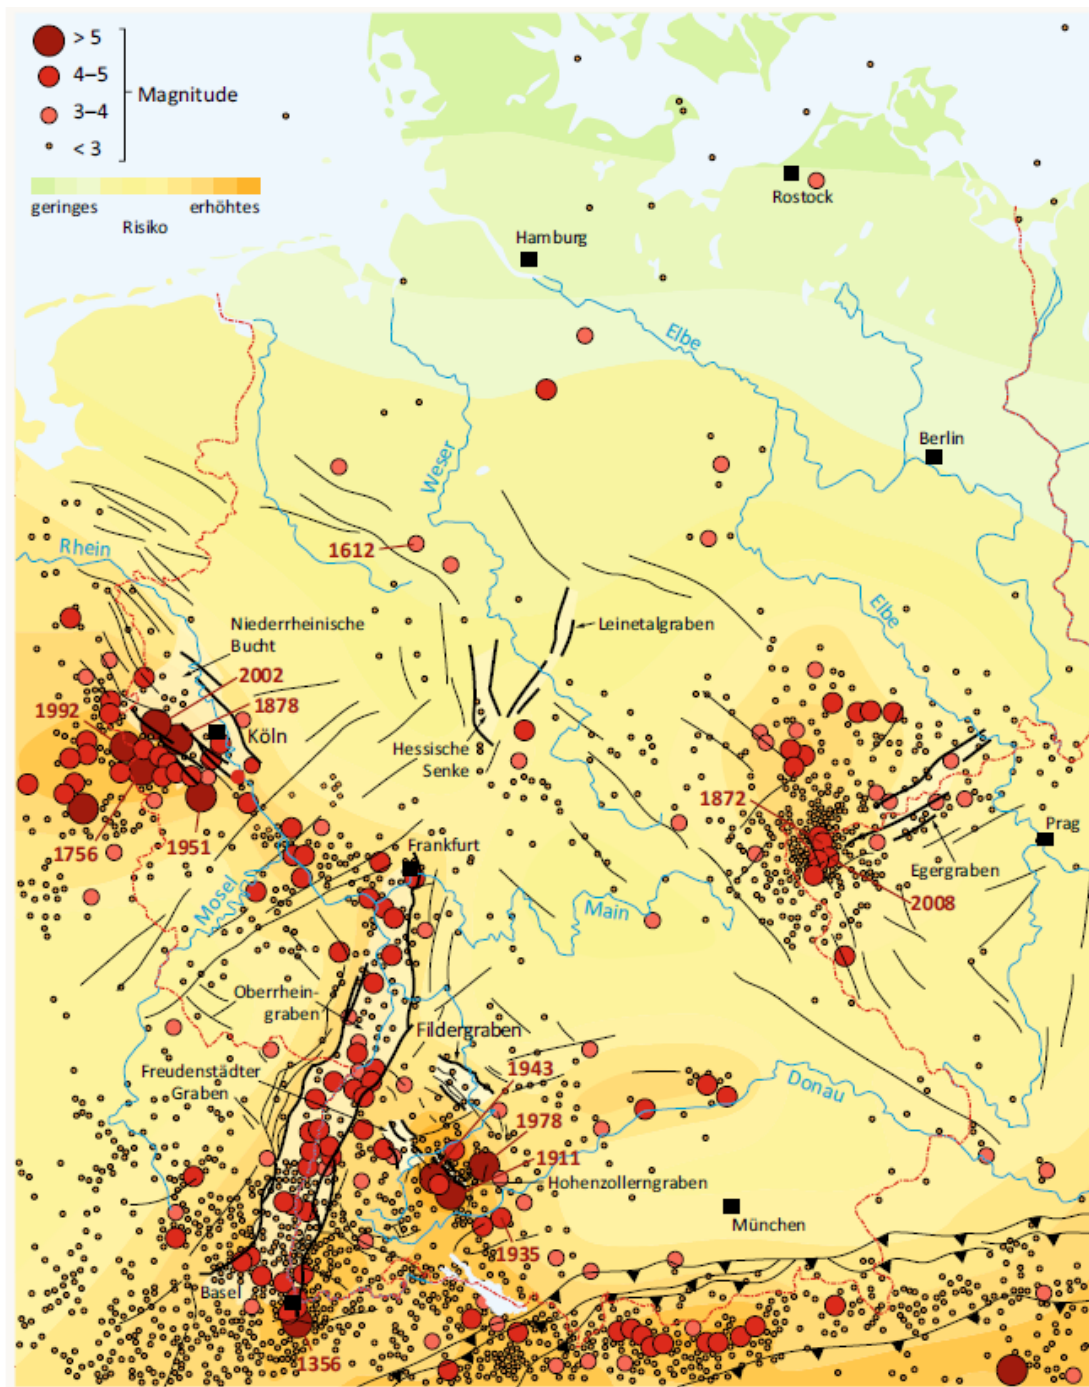 > 5
4–5
3–4
< 3
Magnitude
geringes
erhöhtes
Risiko
Rostock
Hamburg
Elbe
Weser
Berlin
Rhein
1612
Elbe
Niederrheinische
Bucht
Leinetalgraben
2002
1878
1992
Köln
Hessische
Senke
1872
Prag
1756
1951
Frankfurt
Egergraben
Mosel
Main
2008
Oberrhein-
graben
Fildergraben
Freudenstädter
Graben
1943
Donau
1978
1911
Hohenzollerngraben
München
1935
Basel
1356